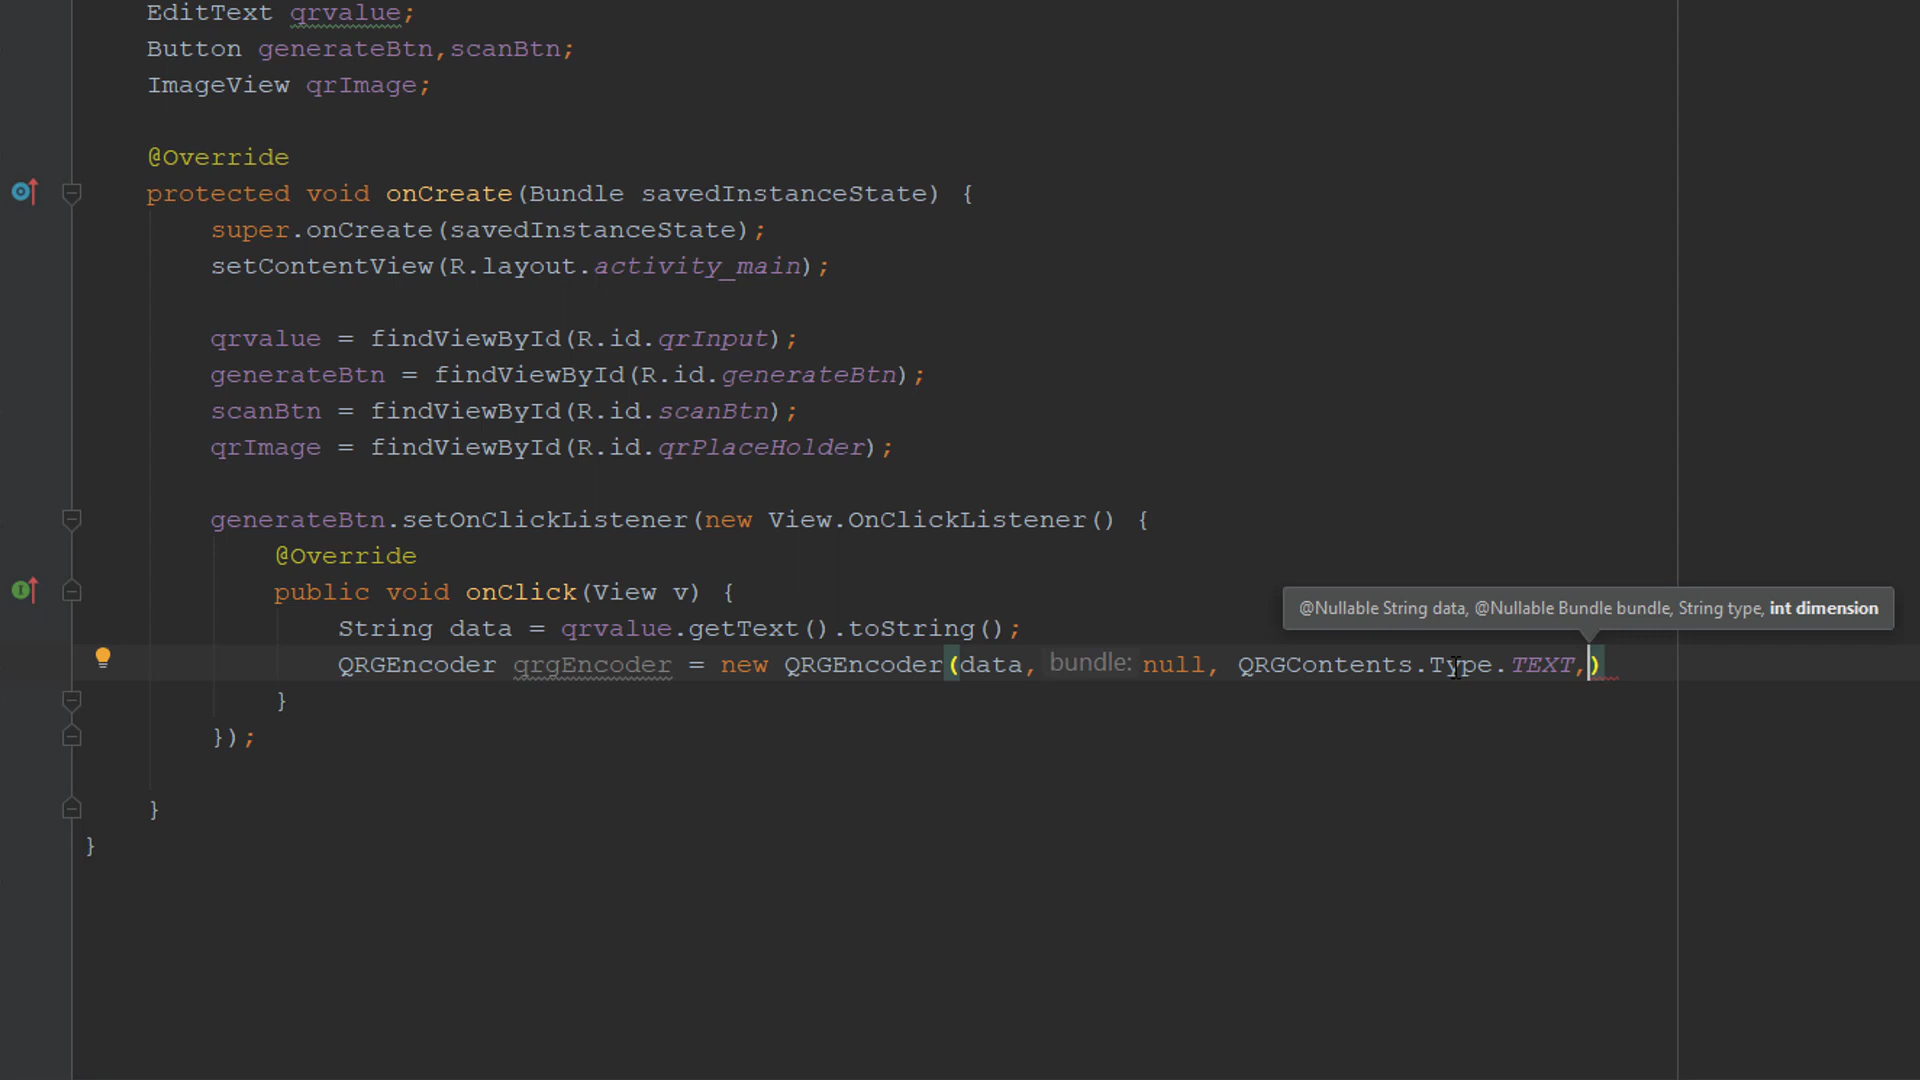 EditText qrvalue;
Button generateBtn,scanBtn;
ImageView qrImage;
@Override
protected void onCreate(Bundle savedInstanceState) {
super.onCreate(savedInstanceState);
setContentView(R.layout.activity_main);
qrvalue = findViewById(R.id.qrInput);
generateBtn = findViewById(R.id.generateBtn);
scanBtn = findViewById(R.id.scanBtn);
qrImage = findViewById(R.id.qrPlaceHolder);
generateBtn.setOnClickListener(new View.OnClickListener() {
@Override
public void onClick(View v) {
@Nullable String data, @Nullable Bundle bundle, String type, int dimension
String data = qrvalue.getText().toString();
QRGEncoder qrgEncoder = new QRGEncoder(data, bundle: null, QRGContents.Type.TEXT,)
}
});
}
}